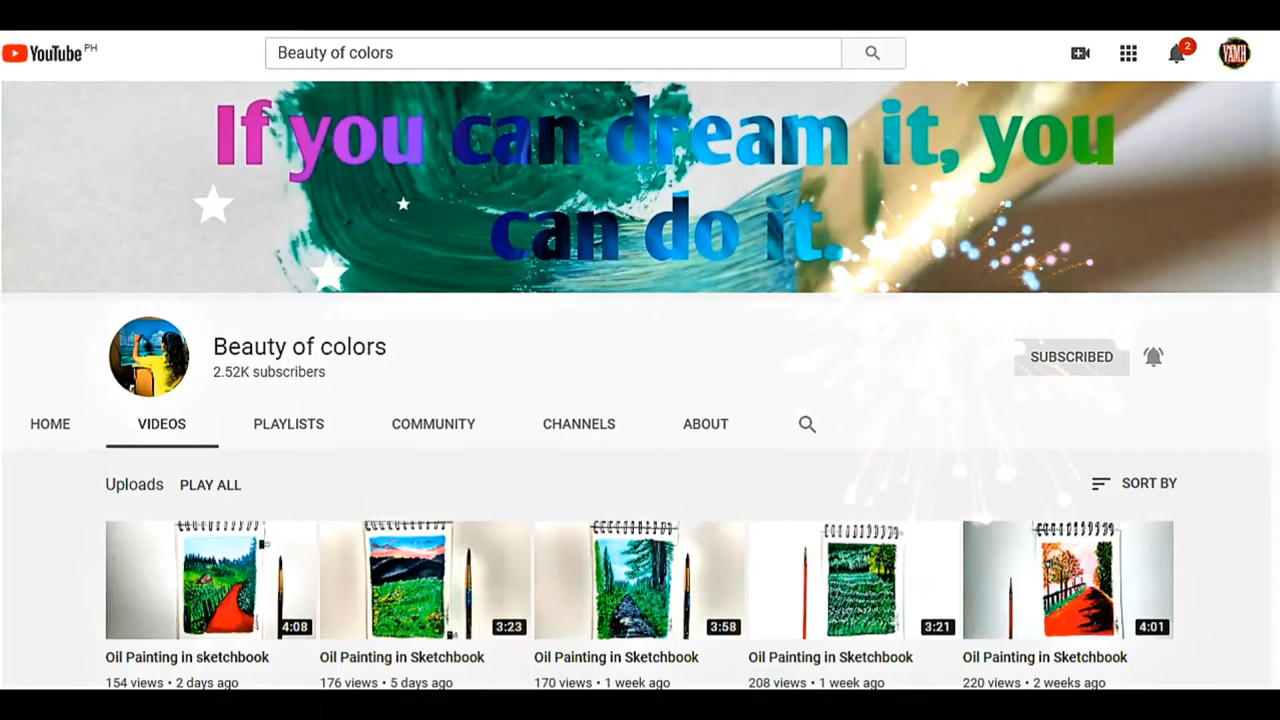 YouTube PH
Beauty of colors
2
VAMH
If you can dream it, you
can do it.
Beauty of colors
2.52K subscribers
SUBSCRIBED
HOME VIDEOS PLAYLISTS COMMUNITY CHANNELS ABOUT
Uploads PLAY ALL SORT BY
4:08 3:23 3:58 3:21 4:01
Oil Painting in sketchbook Oil Painting in Sketchbook Oil Painting in Sketchbook Oil Painting in Sketchbook Oil Painting in Sketchbook
154 views • 2 days ago 176 views • 5 days ago 170 views • 1 week ago 208 views • 1 week ago 220 views • 2 weeks ago